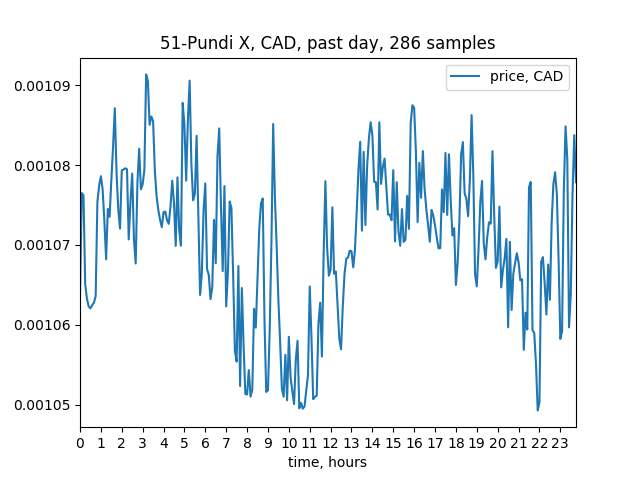 51-Pundi X, CAD, past day, 286 samples
price, CAD
0.00109
0.00108
0.00107
0.00106
0.00105
0 1 2 3 4 5 6 7 8 9 10 11 12 13 14 15 16 17 18 19 20 21 22 23
time, hours